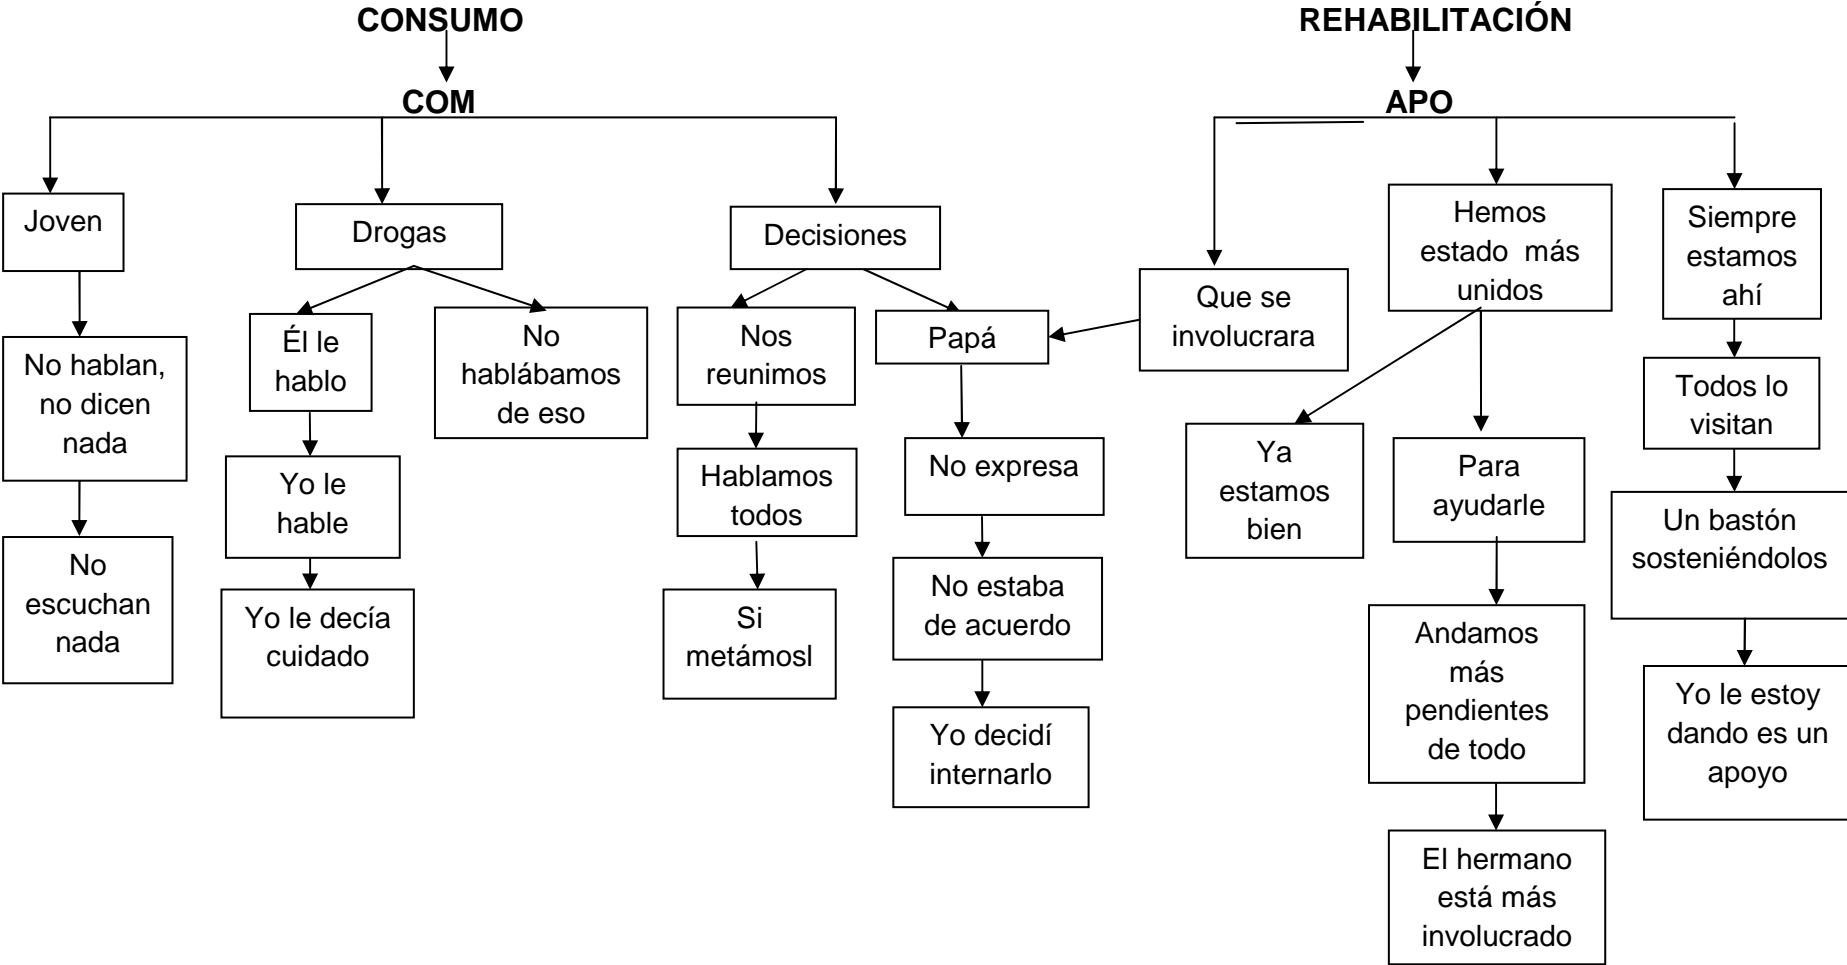 CONSUMO
COM
Joven
No hablan,
no dicen
nada
No
escuchan
nada
Drogas
Él le
hablo
Yo le
hable
Yo le decía
cuidado
No
hablábamos
de eso
Decisiones
Nos
reunimos
Hablamos
todos
Si
metámosl
Papá
No expresa
No estaba
de acuerdo
Yo decidí
internarlo
REHABILITACIÓN
APO
Que se
involucrara
Hemos
estado más
unidos
Ya
estamos
bien
Para
ayudarle
Andamos
más
pendientes
de todo
El hermano
está más
involucrado
Siempre
estamos
ahí
Todos lo
visitan
Un bastón
sosteniéndolos
Yo le estoy
dando es un
apoyo